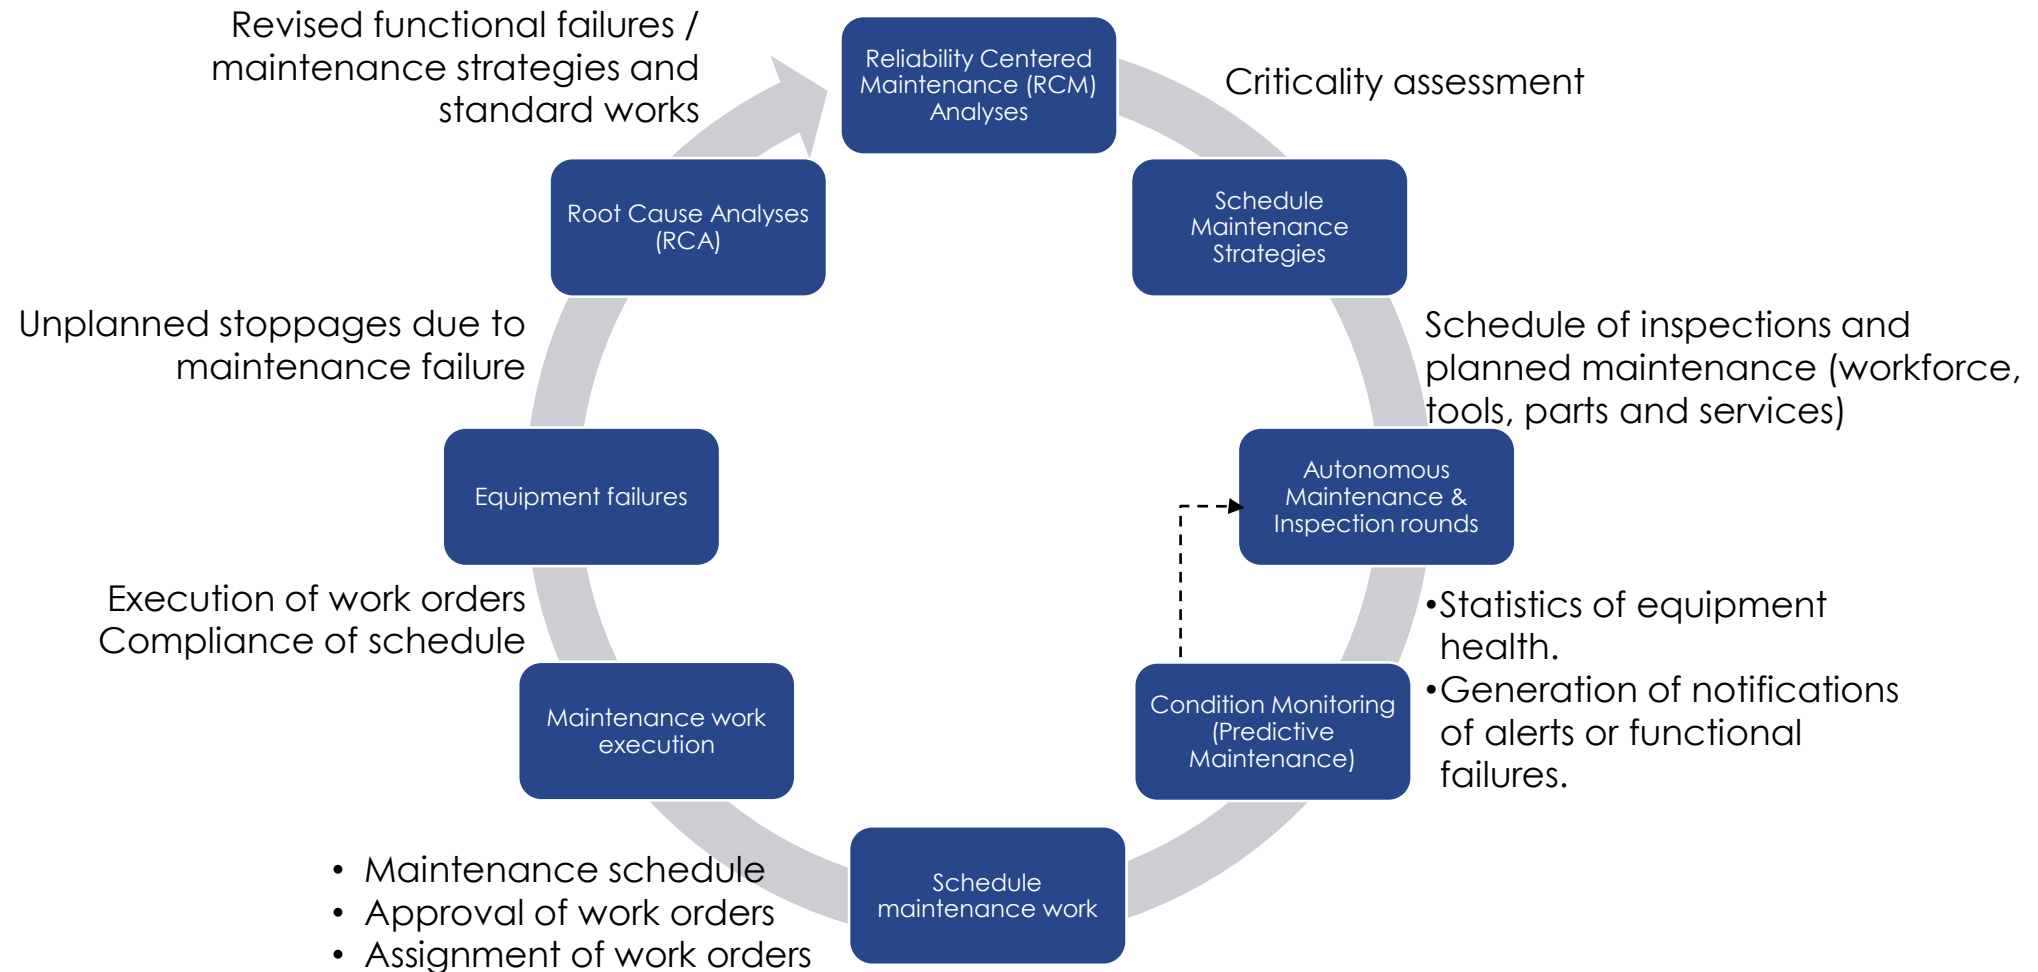 Revised functional failures /
maintenance strategies and
standard works
Reliability Centered
Maintenance (RCM)
Analyses
Criticality assessment
Schedule
Maintenance
Strategies
Schedule of inspections and
planned maintenance (workforce,
tools, parts and services)
Autonomous
Maintenance &
Inspection rounds
•Statistics of equipment
health.
•Generation of notifications
of alerts or functional
failures.
Condition Monitoring
(Predictive
Maintenance)
Schedule
maintenance work
• Maintenance schedule
• Approval of work orders
• Assignment of work orders
Maintenance work
execution
Execution of work orders
Compliance of schedule
Equipment failures
Unplanned stoppages due to
maintenance failure
Root Cause Analyses
(RCA)